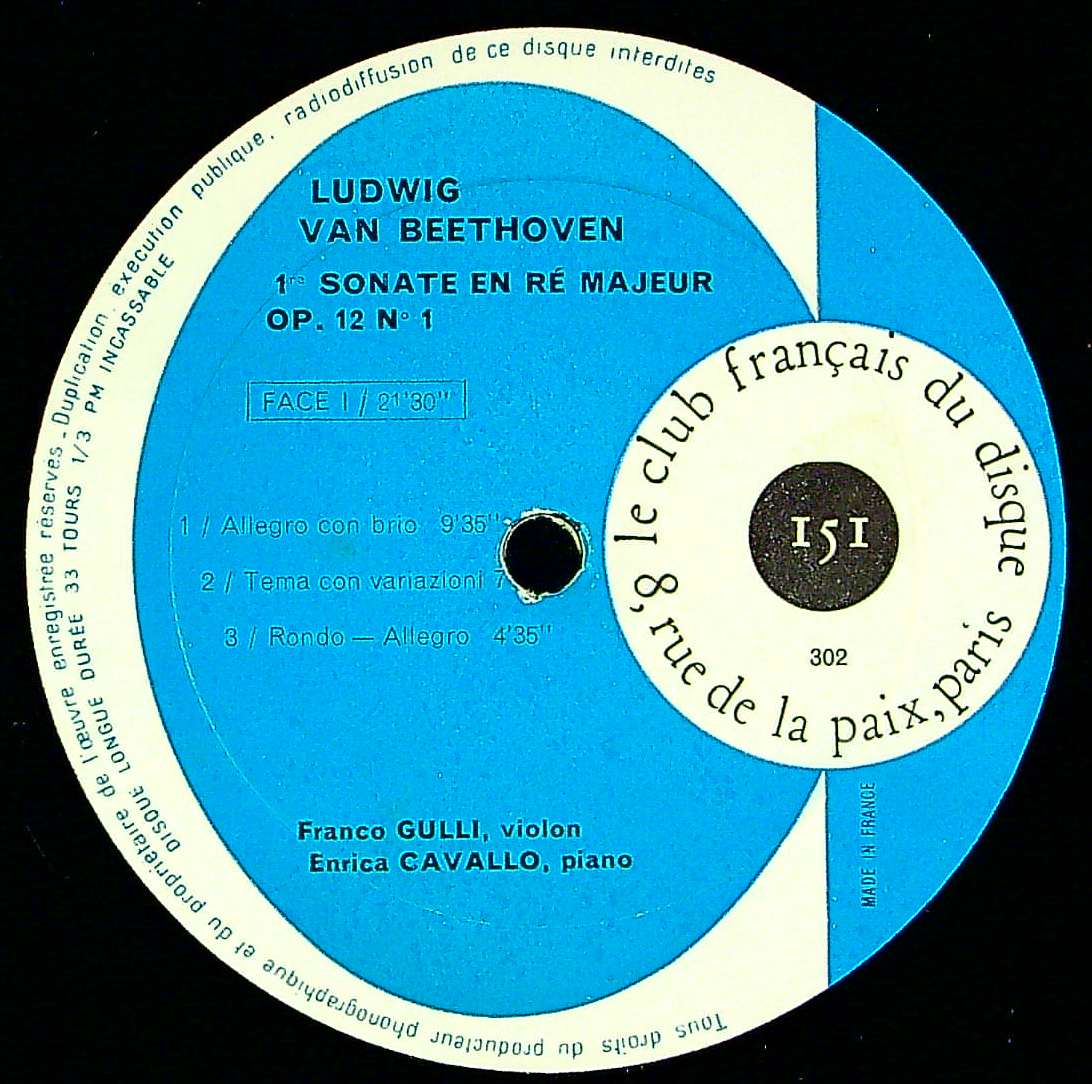 LUDWIG
VAN BEETHOVEN
1re SONATE EN RÉ MAJEUR
OP. 12 N° 1
FACE I / 21'30"
1 / Allegro con brio 9'35"
2 / Tema con variazioni 7
3 / Rondo — Allegro 4'35"
Franco GULLI, violon
Enrica CAVALLO, piano
le club français du disque
8, rue de la paix, paris
151
302
MADE IN FRANCE
Tous droits du producteur phonographique et du propriétaire de l'œuvre enregistrée réservés - Duplication, exécution publique, radiodiffusion de ce disque interdites
DISQUE LONGUE DURÉE 33 TOURS 1/3 PM INCASSABLE